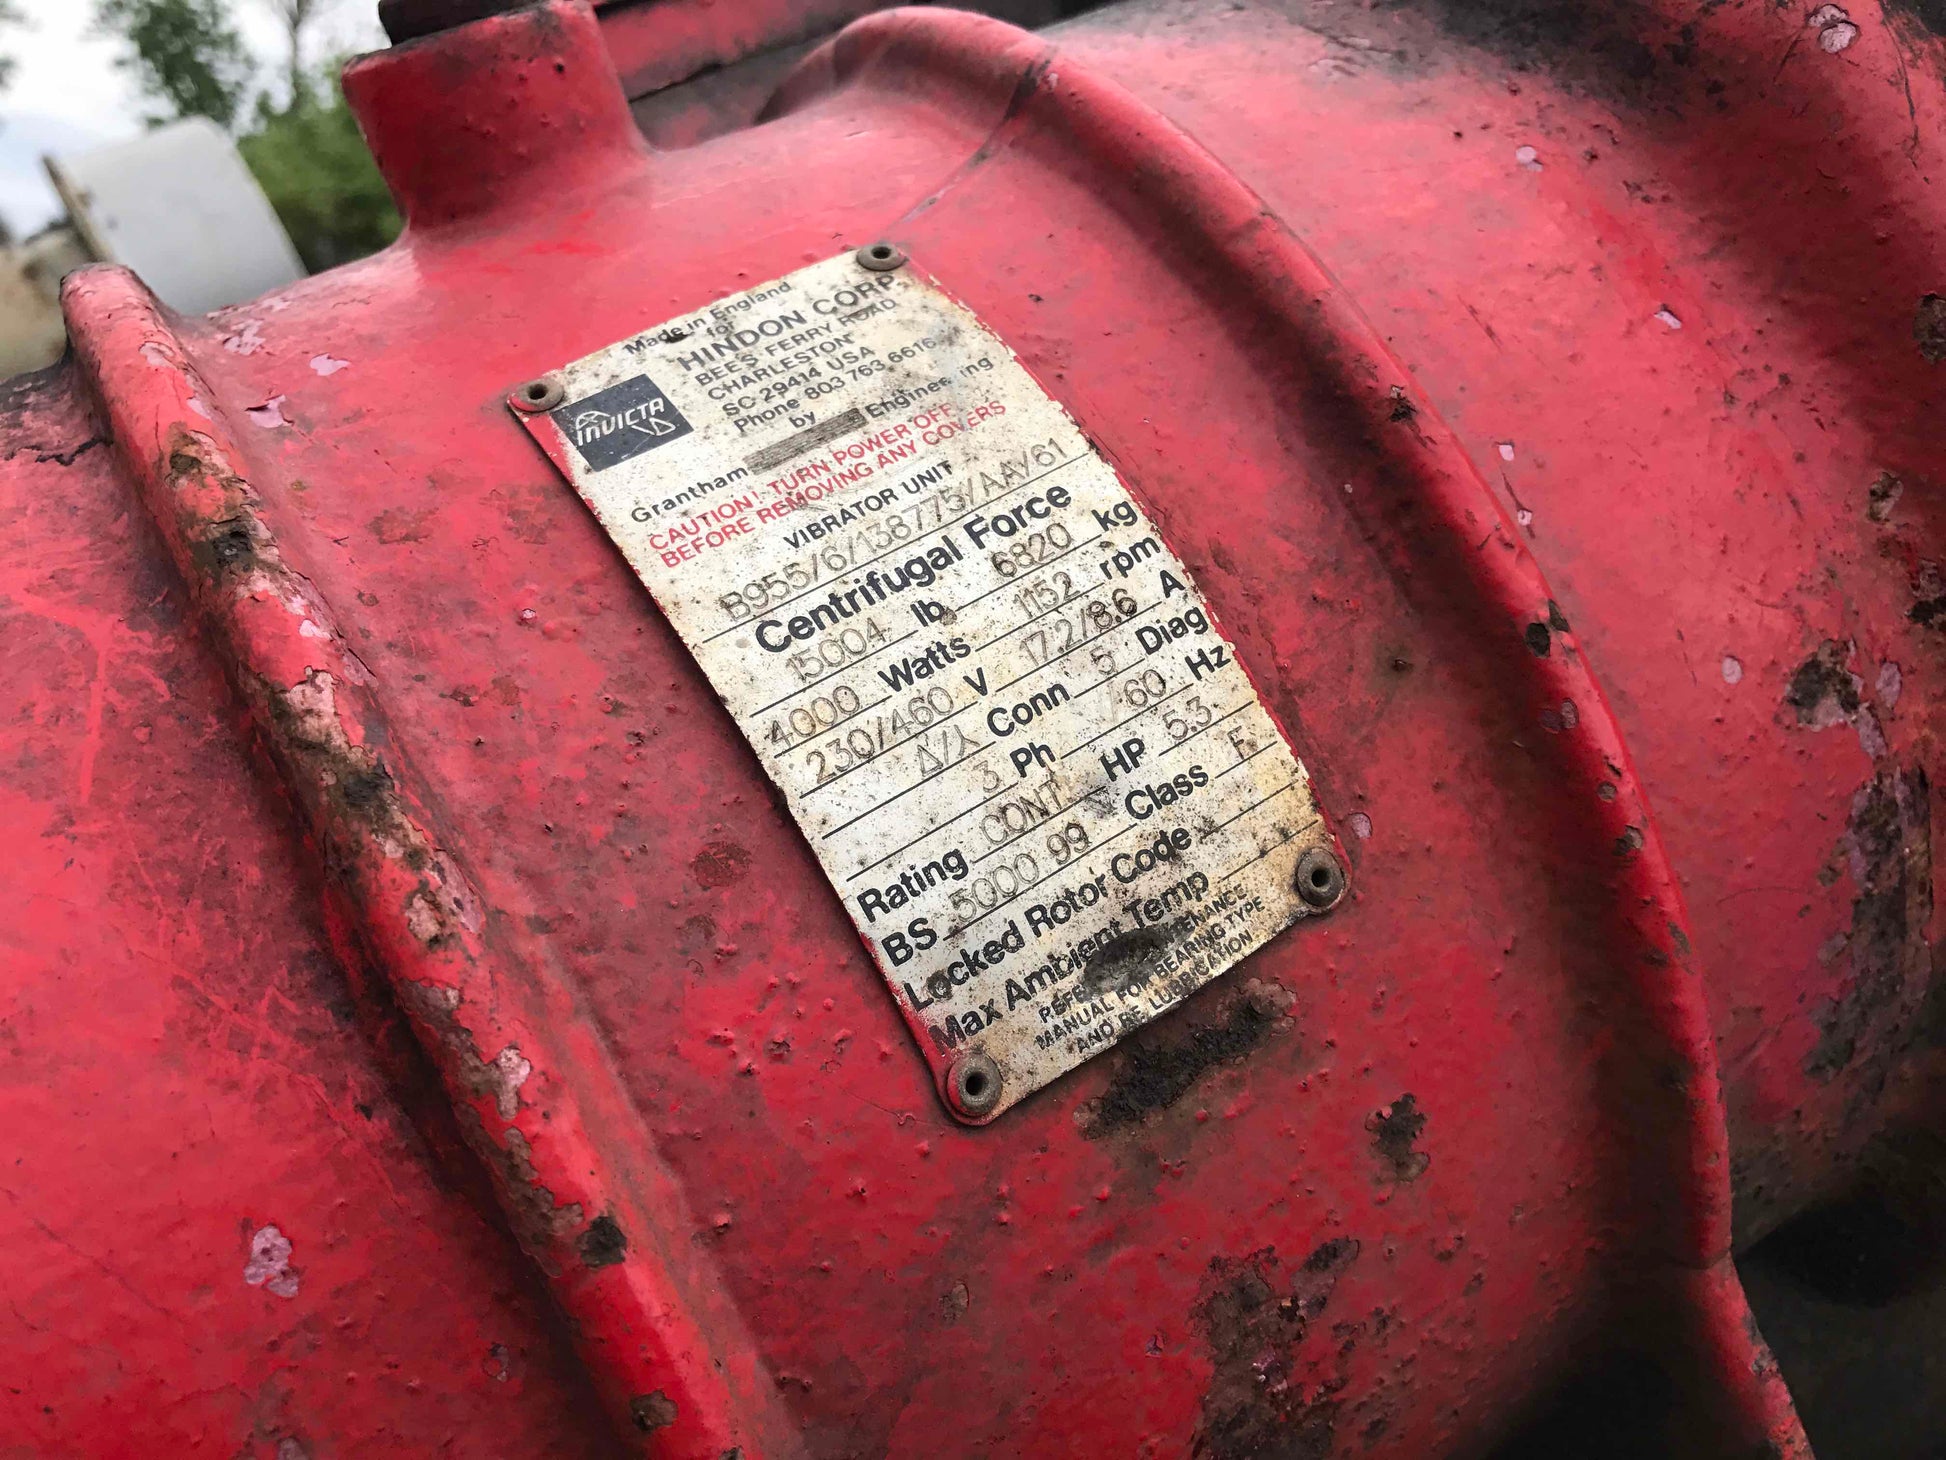 Made in England
for
HINDON CORP.
BEE'S FERRY ROAD
CHARLESTON
SC 29414 USA
Phone 803 763 6616
INVICTA
by Engineering
Grantham
CAUTION! TURN POWER OFF
BEFORE REMOVING ANY COVERS
VIBRATOR UNIT
B955/6/138775/AA/61
Centrifugal Force
15004 lb 6820 kg
4000 Watts 1152 rpm
230/460 V 17.2/8.6 A
Δ/⅄ Conn 5 Diag
3 Ph /60 Hz
Rating CONT HP 5.3
BS 5000 99 Class F
Locked Rotor Code
Max Ambient Temp
MANUAL FOR BEARING TYPE
AND RE LUBRICATION